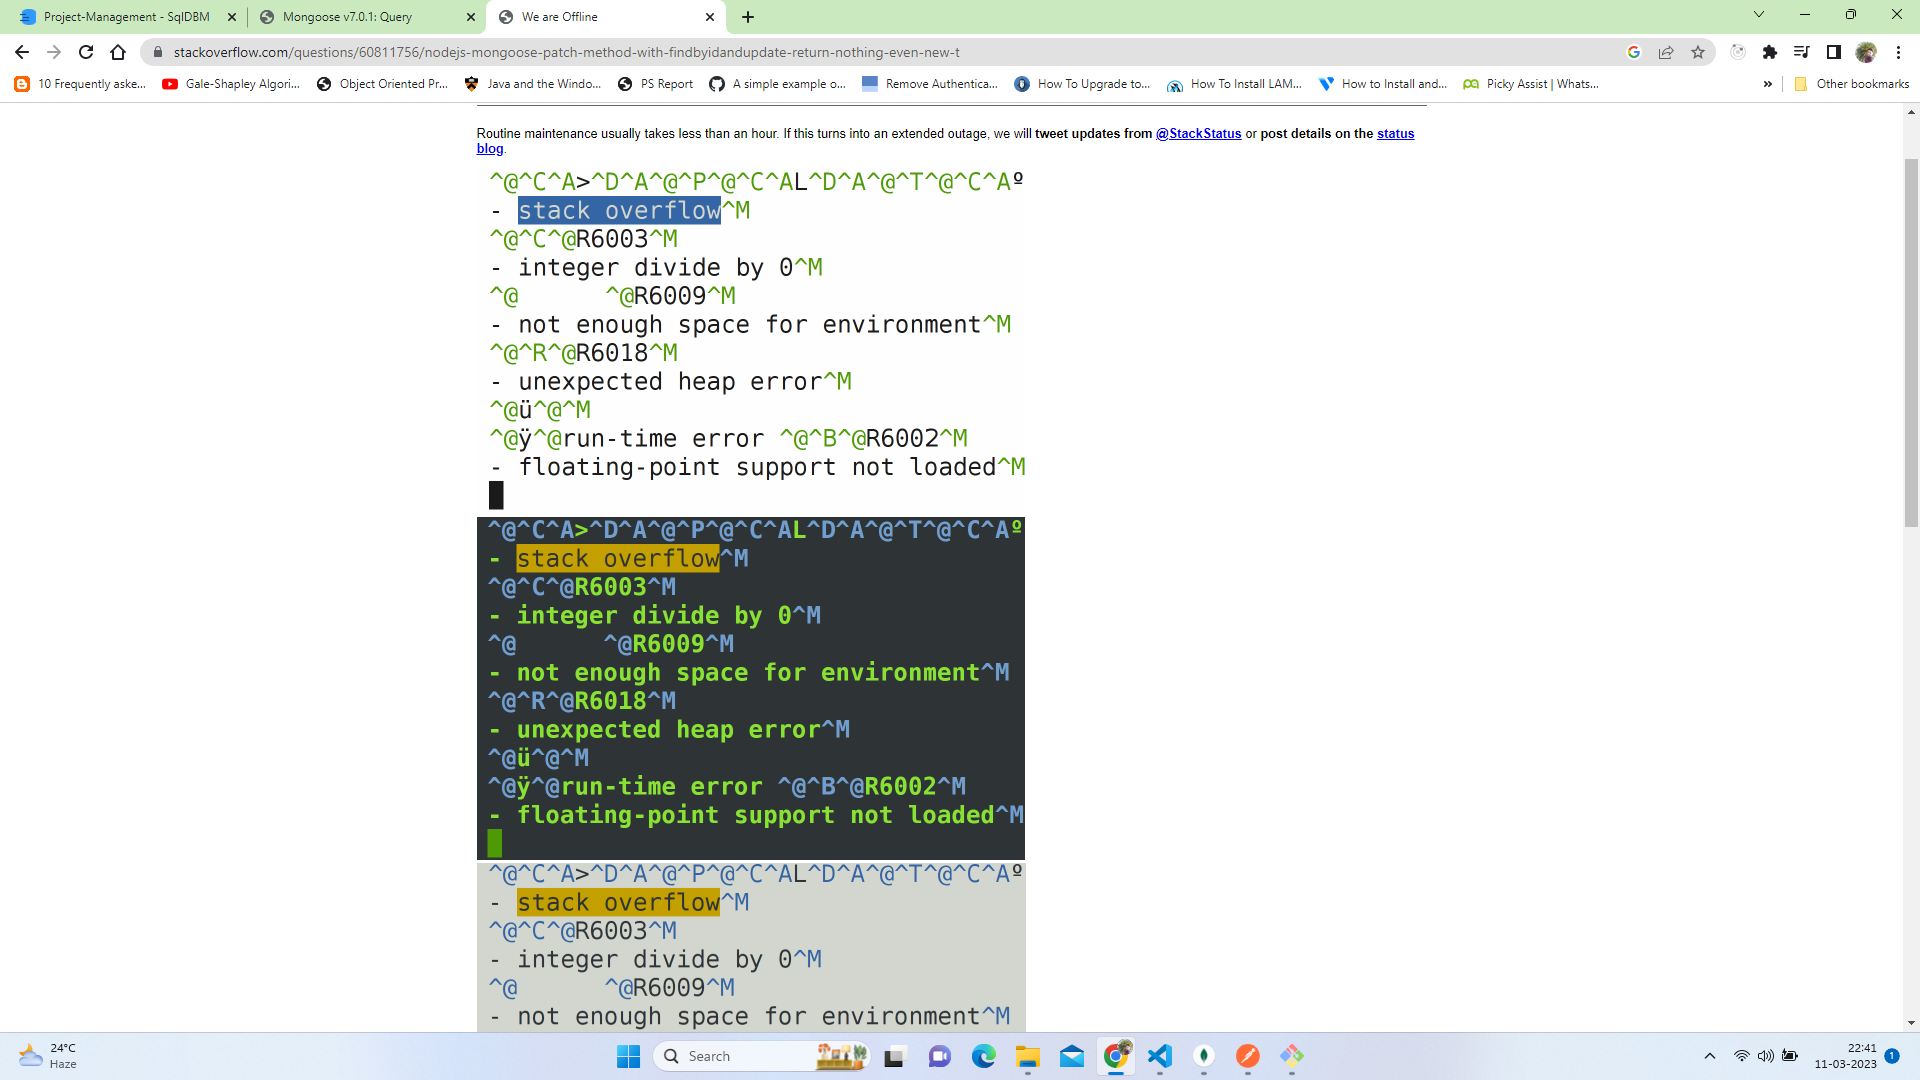 Project-Management - SqlDBM
Mongoose v7.0.1: Query
We are Offline
stackoverflow.com/questions/60811756/nodejs-mongoose-patch-method-with-findbyidandupdate-return-nothing-even-new-t
10 Frequently aske...
Gale-Shapley Algori...
Object Oriented Pr...
Java and the Windo...
PS Report
A simple example o...
Remove Authentica...
How To Upgrade to...
How To Install LAM...
How to Install and...
Picky Assist | Whats...
»
Other bookmarks
Routine maintenance usually takes less than an hour. If this turns into an extended outage, we will tweet updates from @StackStatus or post details on the status
blog.
^@^C^A>^D^A^@^P^@^C^AL^D^A^@^T^@^C^Aº
- stack overflow^M
^@^C^@R6003^M
- integer divide by 0^M
^@      ^@R6009^M
- not enough space for environment^M
^@^R^@R6018^M
- unexpected heap error^M
^@ü^@^M
^@ÿ^@run-time error ^@^B^@R6002^M
- floating-point support not loaded^M
^@^C^A>^D^A^@^P^@^C^AL^D^A^@^T^@^C^Aº
- stack overflow^M
^@^C^@R6003^M
- integer divide by 0^M
^@      ^@R6009^M
- not enough space for environment^M
^@^R^@R6018^M
- unexpected heap error^M
^@ü^@^M
^@ÿ^@run-time error ^@^B^@R6002^M
- floating-point support not loaded^M
^@^C^A>^D^A^@^P^@^C^AL^D^A^@^T^@^C^Aº
- stack overflow^M
^@^C^@R6003^M
- integer divide by 0^M
^@      ^@R6009^M
- not enough space for environment^M
24°C
Haze
Search
22:41
11-03-2023
1